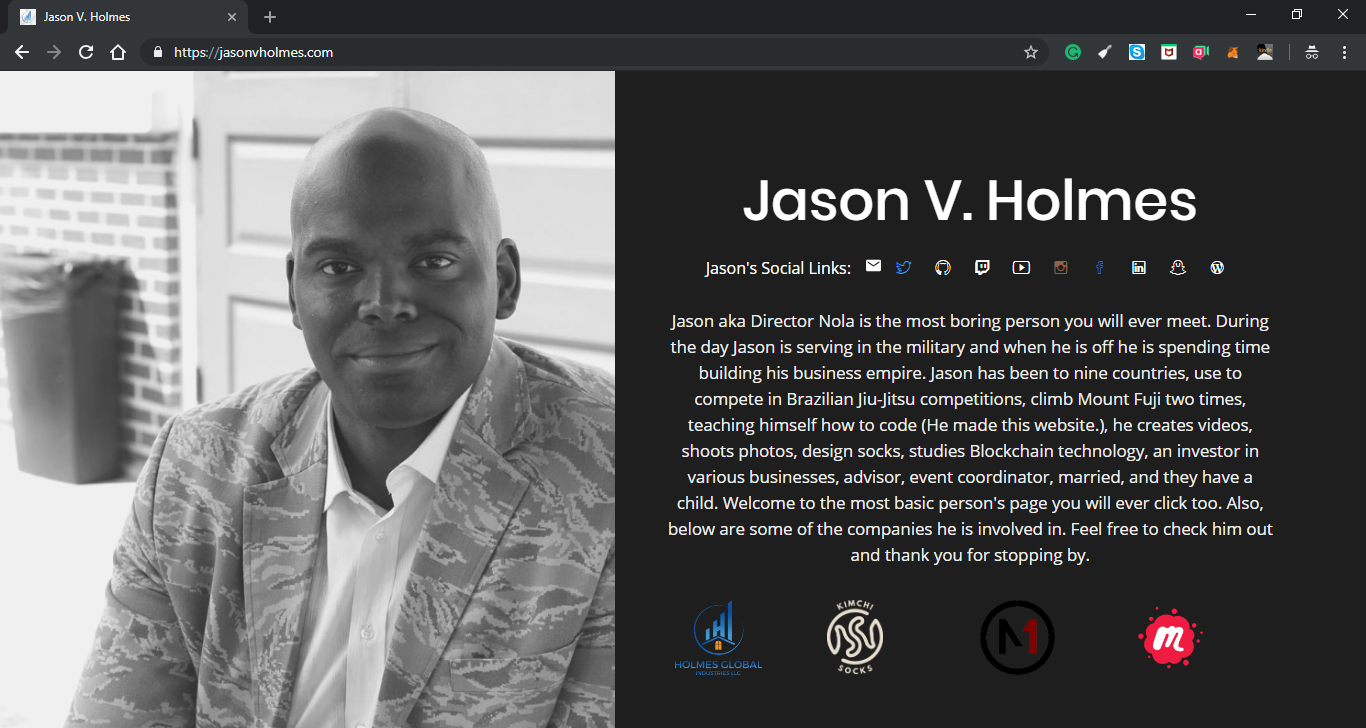 Jason V. Holmes
https://jasonvholmes.com
kindle
Jason V. Holmes
Jason's Social Links:
Jason aka Director Nola is the most boring person you will ever meet. During
the day Jason is serving in the military and when he is off he is spending time
building his business empire. Jason has been to nine countries, use to
compete in Brazilian Jiu-Jitsu competitions, climb Mount Fuji two times,
teaching himself how to code (He made this website.), he creates videos,
shoots photos, design socks, studies Blockchain technology, an investor in
various businesses, advisor, event coordinator, married, and they have a
child. Welcome to the most basic person's page you will ever click too. Also,
below are some of the companies he is involved in. Feel free to check him out
and thank you for stopping by.
HOLMES GLOBAL
INDUSTRIES LLC
KIMCHI
SOCKS
M1
m